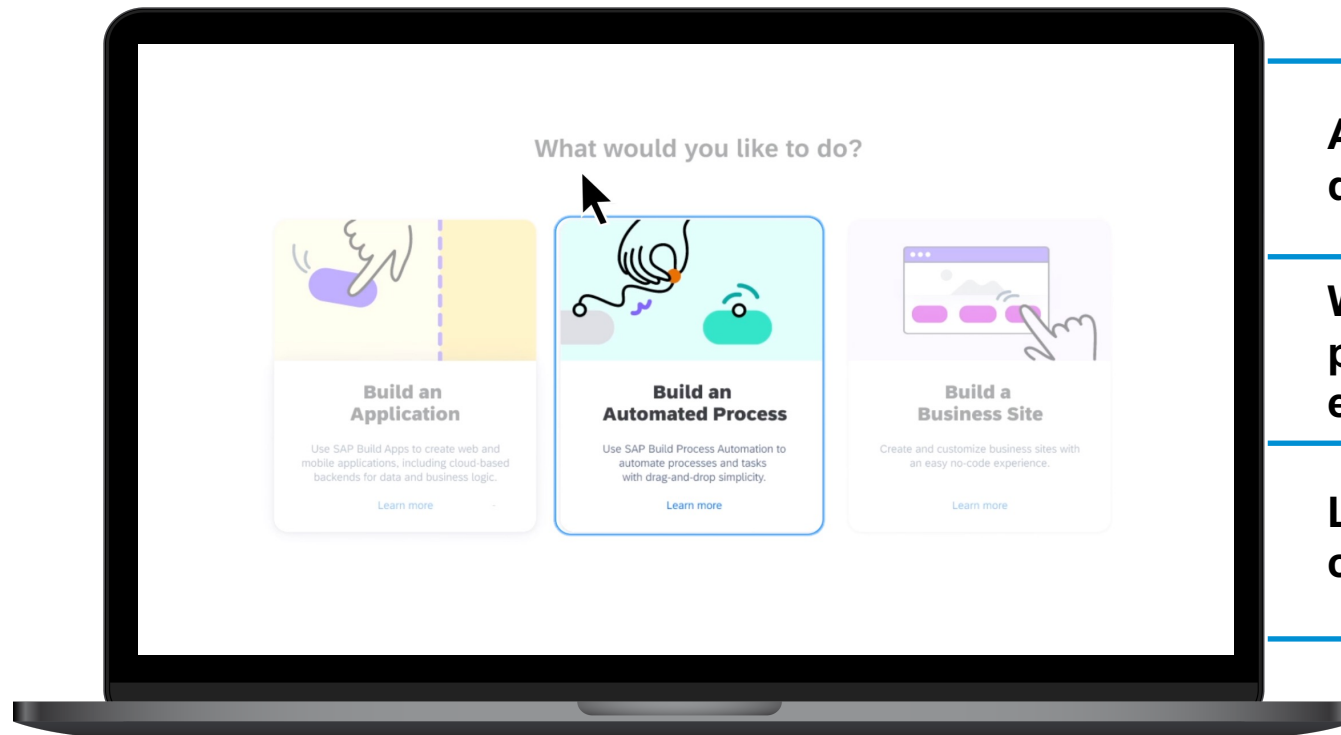 What would you like to do?
Build an
Application
Use SAP Build Apps to create web and
mobile applications, including cloud-based
backends for data and business logic.
Learn more
Build an
Automated Process
Use SAP Build Process Automation to
automate processes and tasks
with drag-and-drop simplicity.
Learn more
Build a
Business Site
Create and customize business sites with
an easy no-code experience.
Learn more